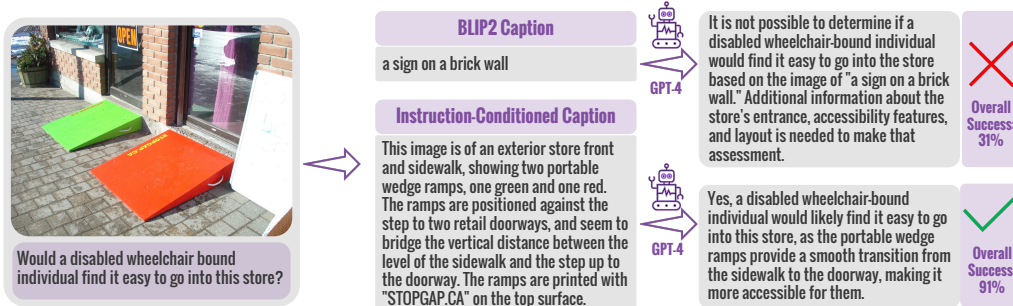 OPEN
STOPGAP.CA
Would a disabled wheelchair bound
individual find it easy to go into this store?
BLIP2 Caption
a sign on a brick wall
Instruction-Conditioned Caption
This image is of an exterior store front
and sidewalk, showing two portable
wedge ramps, one green and one red.
The ramps are positioned against the
step to two retail doorways, and seem to
bridge the vertical distance between the
level of the sidewalk and the step up to
the doorway. The ramps are printed with
"STOPGAP.CA" on the top surface.
GPT-4
It is not possible to determine if a
disabled wheelchair-bound individual
would find it easy to go into the store
based on the image of "a sign on a brick
wall." Additional information about the
store's entrance, accessibility features,
and layout is needed to make that
assessment.
Overall
Success
31%
GPT-4
Yes, a disabled wheelchair-bound
individual would likely find it easy to go
into this store, as the portable wedge
ramps provide a smooth transition from
the sidewalk to the doorway, making it
more accessible for them.
Overall
Success
91%